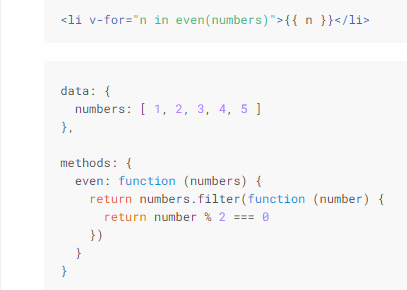 <li v-for="n in even(numbers)">{{ n }}</li>
data: {
  numbers: [ 1, 2, 3, 4, 5 ]
},
methods: {
  even: function (numbers) {
    return numbers.filter(function (number) {
      return number % 2 === 0
    })
  }
}